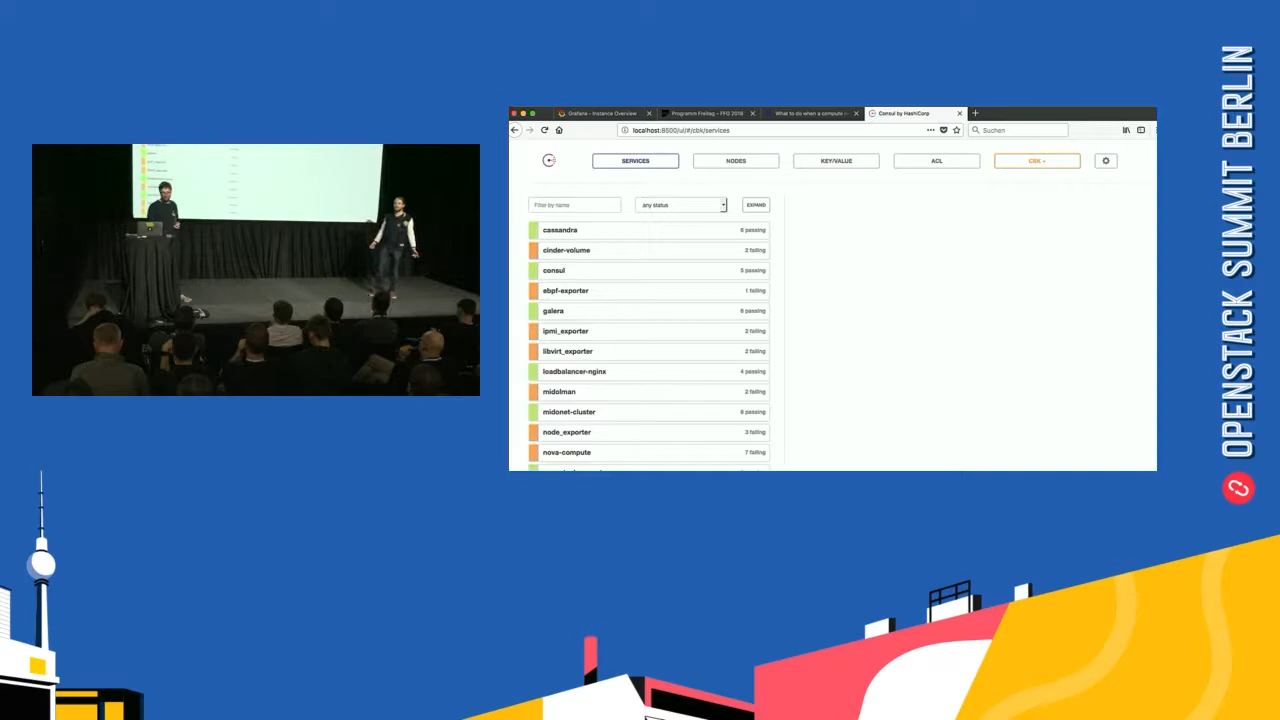 Grafana - Instance Overview
Programm Freitag – FFG 2019
What to do when a compute
Consul by HashiCorp
localhost:8500/ui/#/cbk/services
Suchen
SERVICES
NODES
KEY/VALUE
ACL
CBK
Filter by name
any status
EXPAND
cassandra 6 passing
cinder-volume 2 failing
consul 5 passing
ebpf-exporter 1 failing
galera 6 passing
ipmi_exporter 2 failing
libvirt_exporter 2 failing
loadbalancer-nginx 4 passing
midolman 2 failing
midonet-cluster 6 passing
node_exporter 3 failing
nova-compute 7 failing
OPENSTACK SUMMIT BERLIN